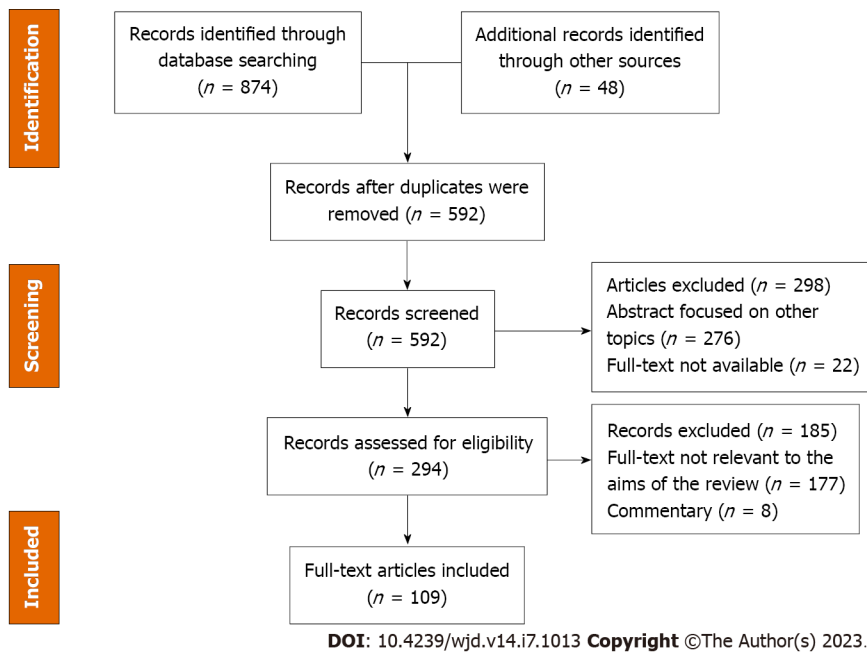 Identification
Records identified through
database searching
(n = 874)
Additional records identified
through other sources
(n = 48)
Records after duplicates were
removed (n = 592)
Screening
Records screened
(n = 592)
Articles excluded (n = 298)
Abstract focused on other
topics (n = 276)
Full-text not available (n = 22)
Records assessed for eligibility
(n = 294)
Records excluded (n = 185)
Full-text not relevant to the
aims of the review (n = 177)
Commentary (n = 8)
Included
Full-text articles included
(n = 109)
DOI: 10.4239/wjd.v14.i7.1013 Copyright ©The Author(s) 2023.